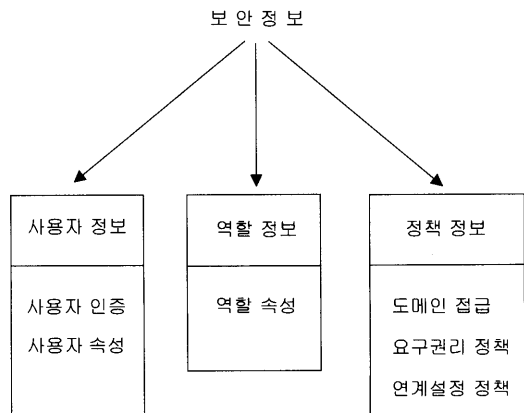 보 안 정 보
사용자 정보
역할 정보
정책 정보
사용자 인증
사용자 속성
역할 속성
도메인 접급
요구권리 정책
연계설정 정책